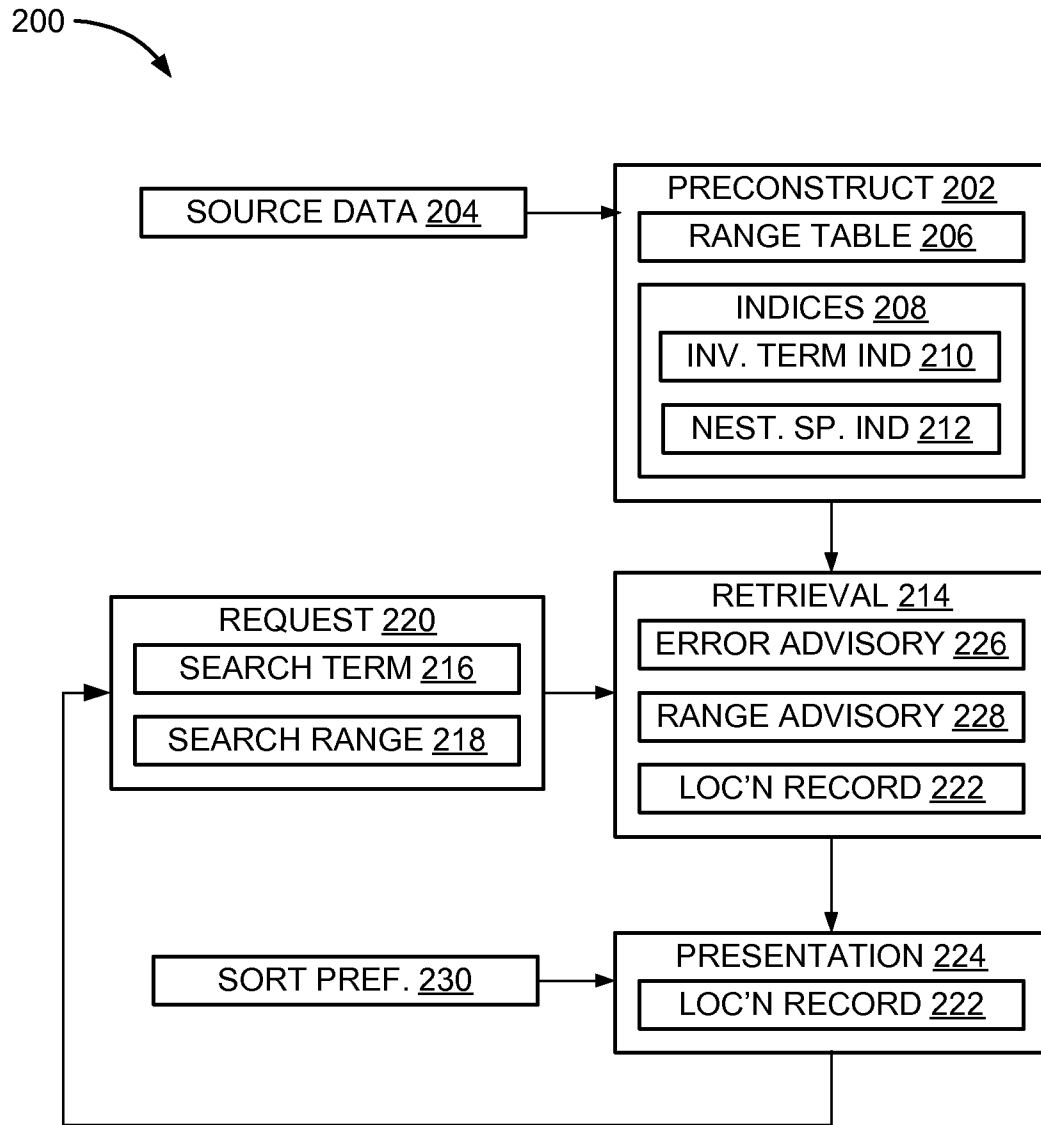 200
PRECONSTRUCT 202
SOURCE DATA 204
RANGE TABLE 206
INDICES 208
INV. TERM IND 210
NEST. SP. IND 212
RETRIEVAL 214
REQUEST 220
ERROR ADVISORY 226
SEARCH TERM 216
RANGE ADVISORY 228
SEARCH RANGE 218
LOC'N RECORD 222
PRESENTATION 224
SORT PREF. 230
LOC'N RECORD 222